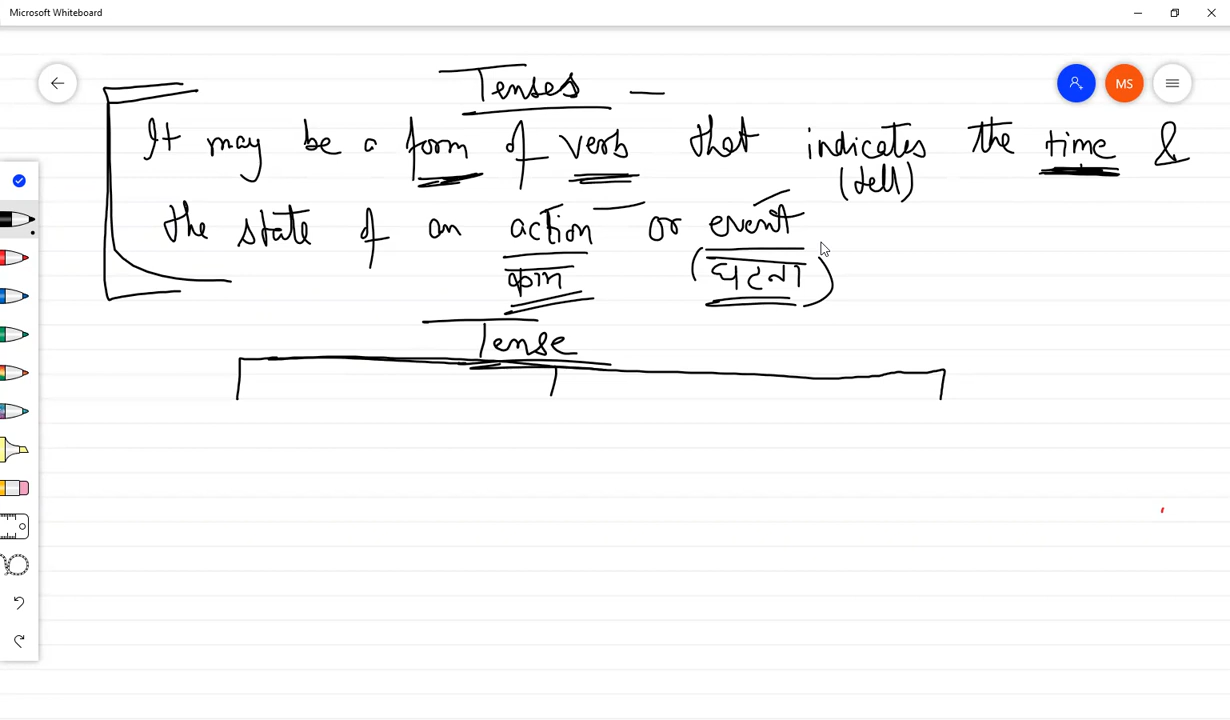 Microsoft Whiteboard
MS
Tenses —
It may be a form of verb that indicates the time &
(tell)
the state of an action or event
काम (घटना)
Tense